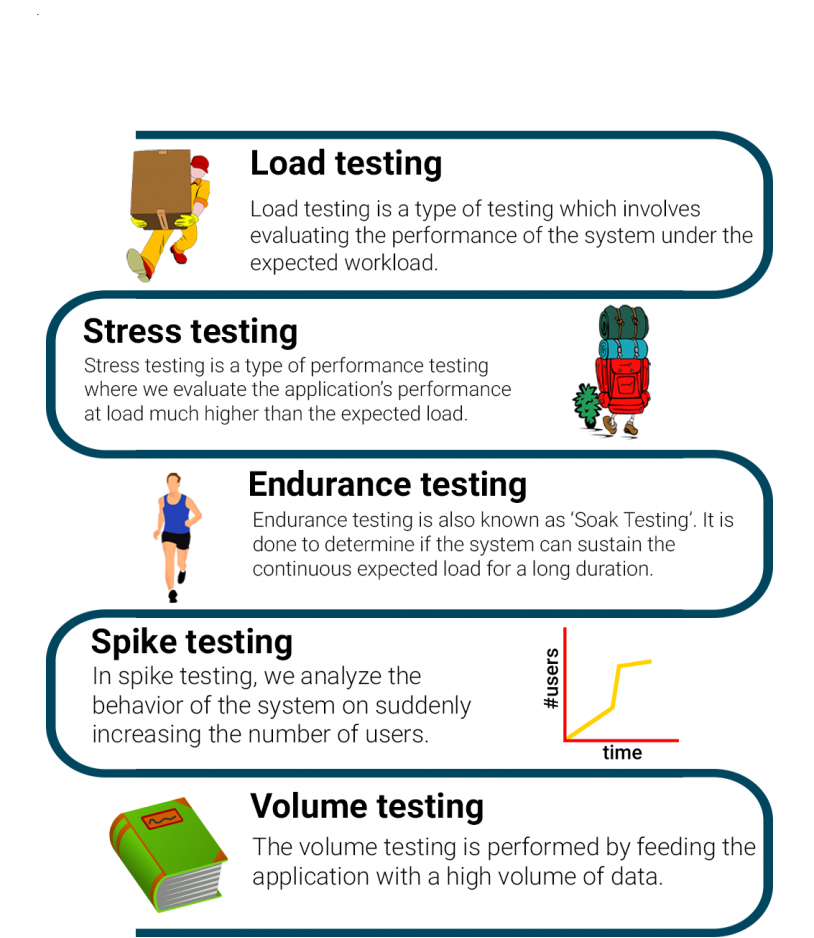 Load testing
Load testing is a type of testing which involves
evaluating the performance of the system under the
expected workload.
Stress testing
Stress testing is a type of performance testing
where we evaluate the application's performance
at load much higher than the expected load.
Endurance testing
Endurance testing is also known as ‘Soak Testing’. It is
done to determine if the system can sustain the
continuous expected load for a long duration.
Spike testing
In spike testing, we analyze the
behavior of the system on suddenly
increasing the number of users.
#users
time
Volume testing
The volume testing is performed by feeding the
application with a high volume of data.